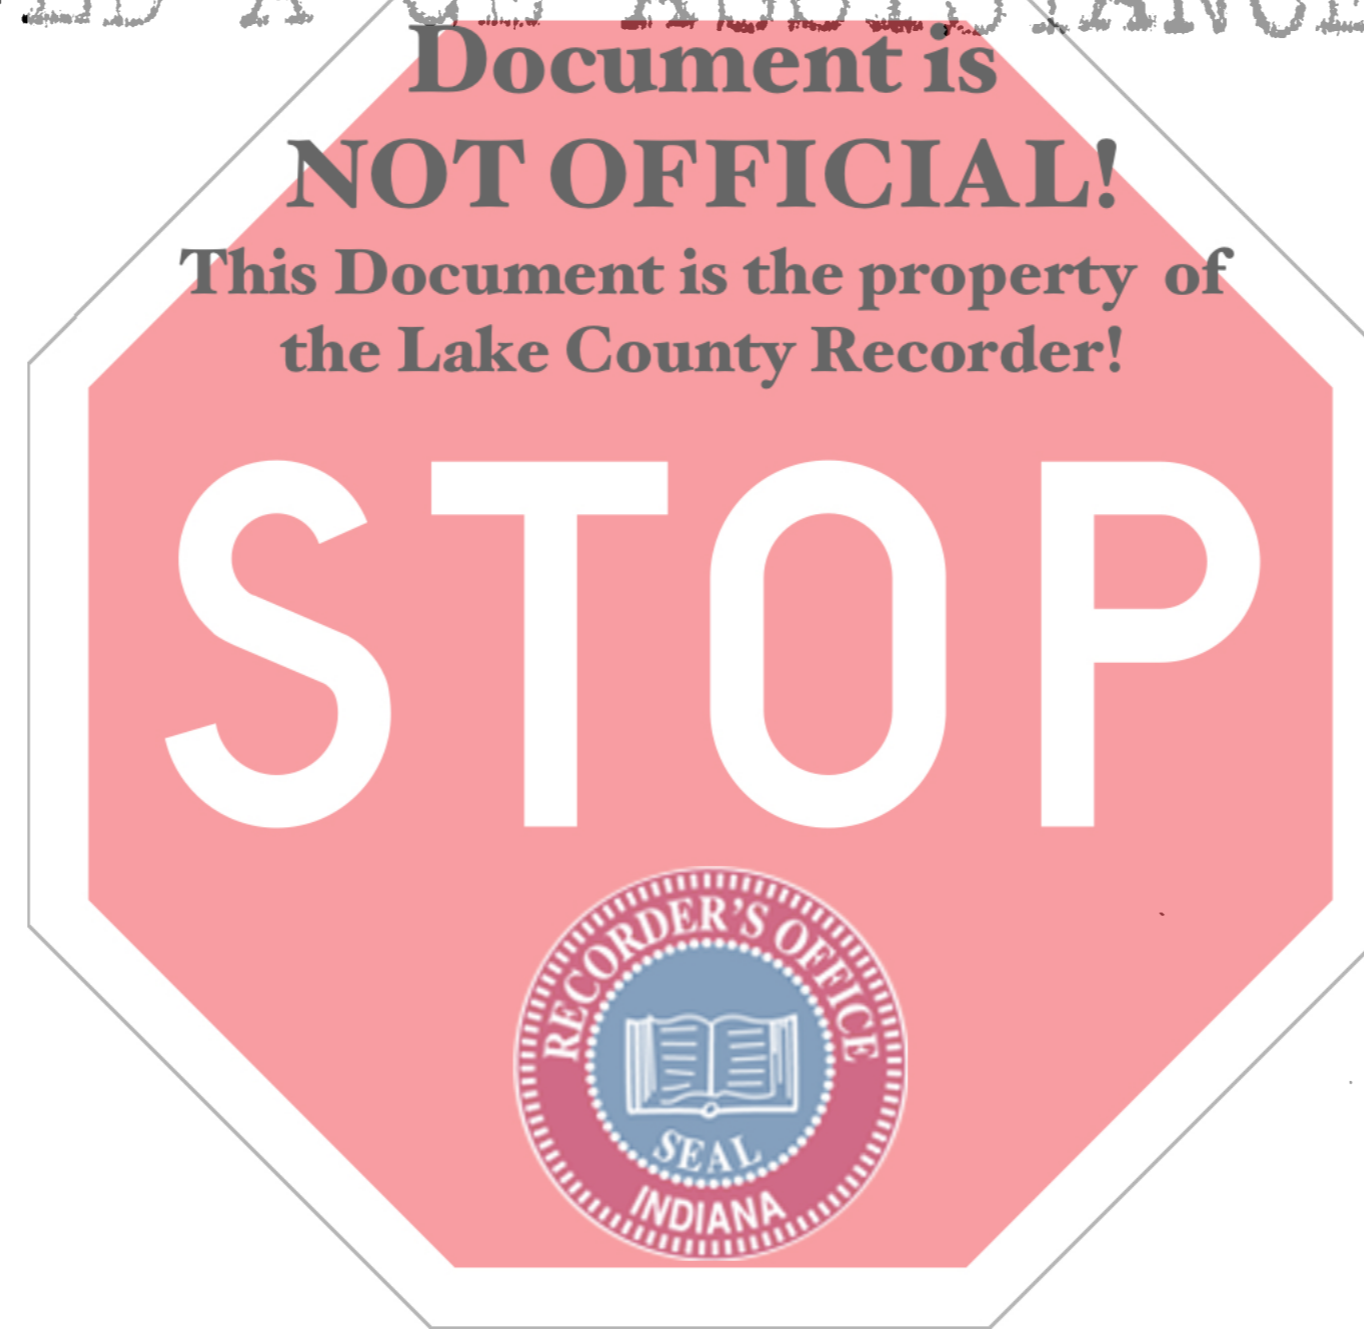 Document is
NOT OFFICIAL!
This Document is the property of
the Lake County Recorder!
STOP
RECORDER'S OFFICE
SEAL
INDIANA